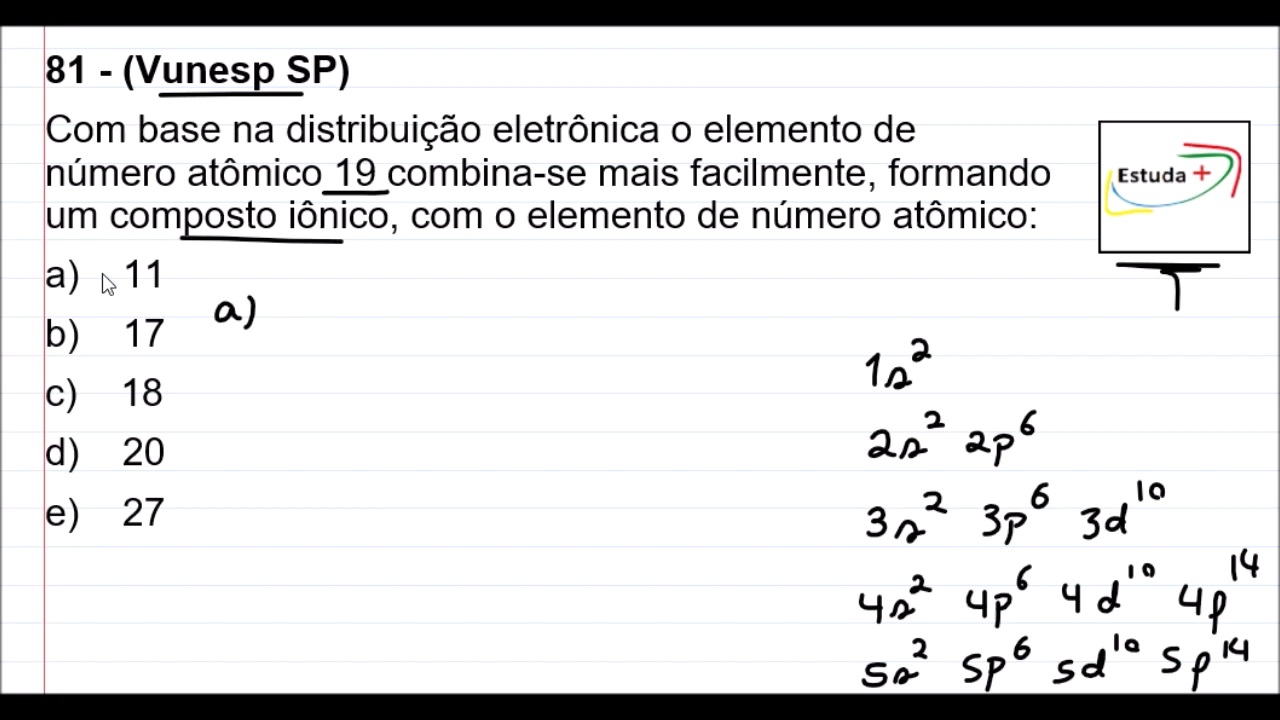 81 - (Vunesp SP)
Com base na distribuição eletrônica o elemento de
número atômico 19 combina-se mais facilmente, formando
um composto iônico, com o elemento de número atômico:
Estuda +
a) 11
a)
b) 17
c) 18
d) 20
e) 27
1s²
2s² 2p⁶
3s² 3p⁶ 3d¹⁰
4s² 4p⁶ 4d¹⁰ 4f¹⁴
5s² 5p⁶ 5d¹⁰ 5f¹⁴